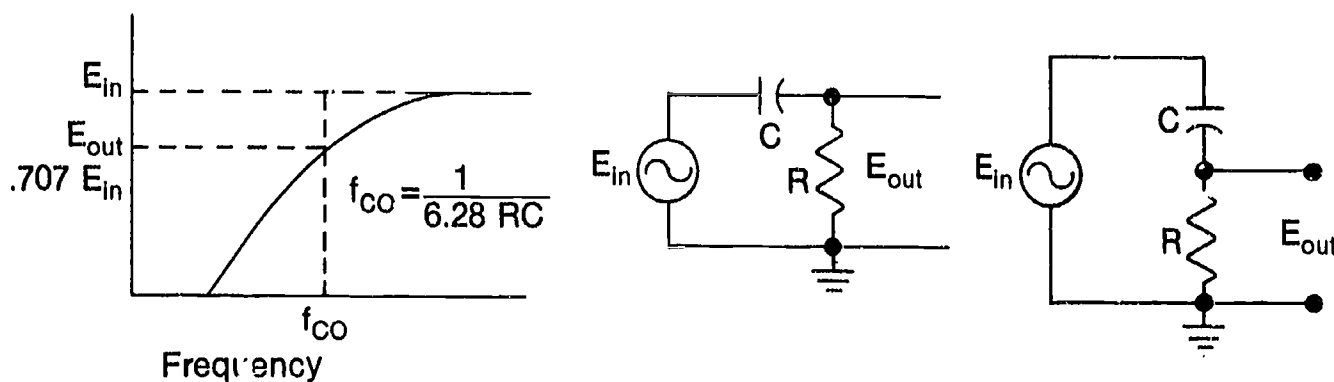 E_in
E_out
.707 E_in
f_CO = 1 / 6.28 RC
f_CO
Frequency
E_in
C
R
E_out
E_in
C
R
E_out